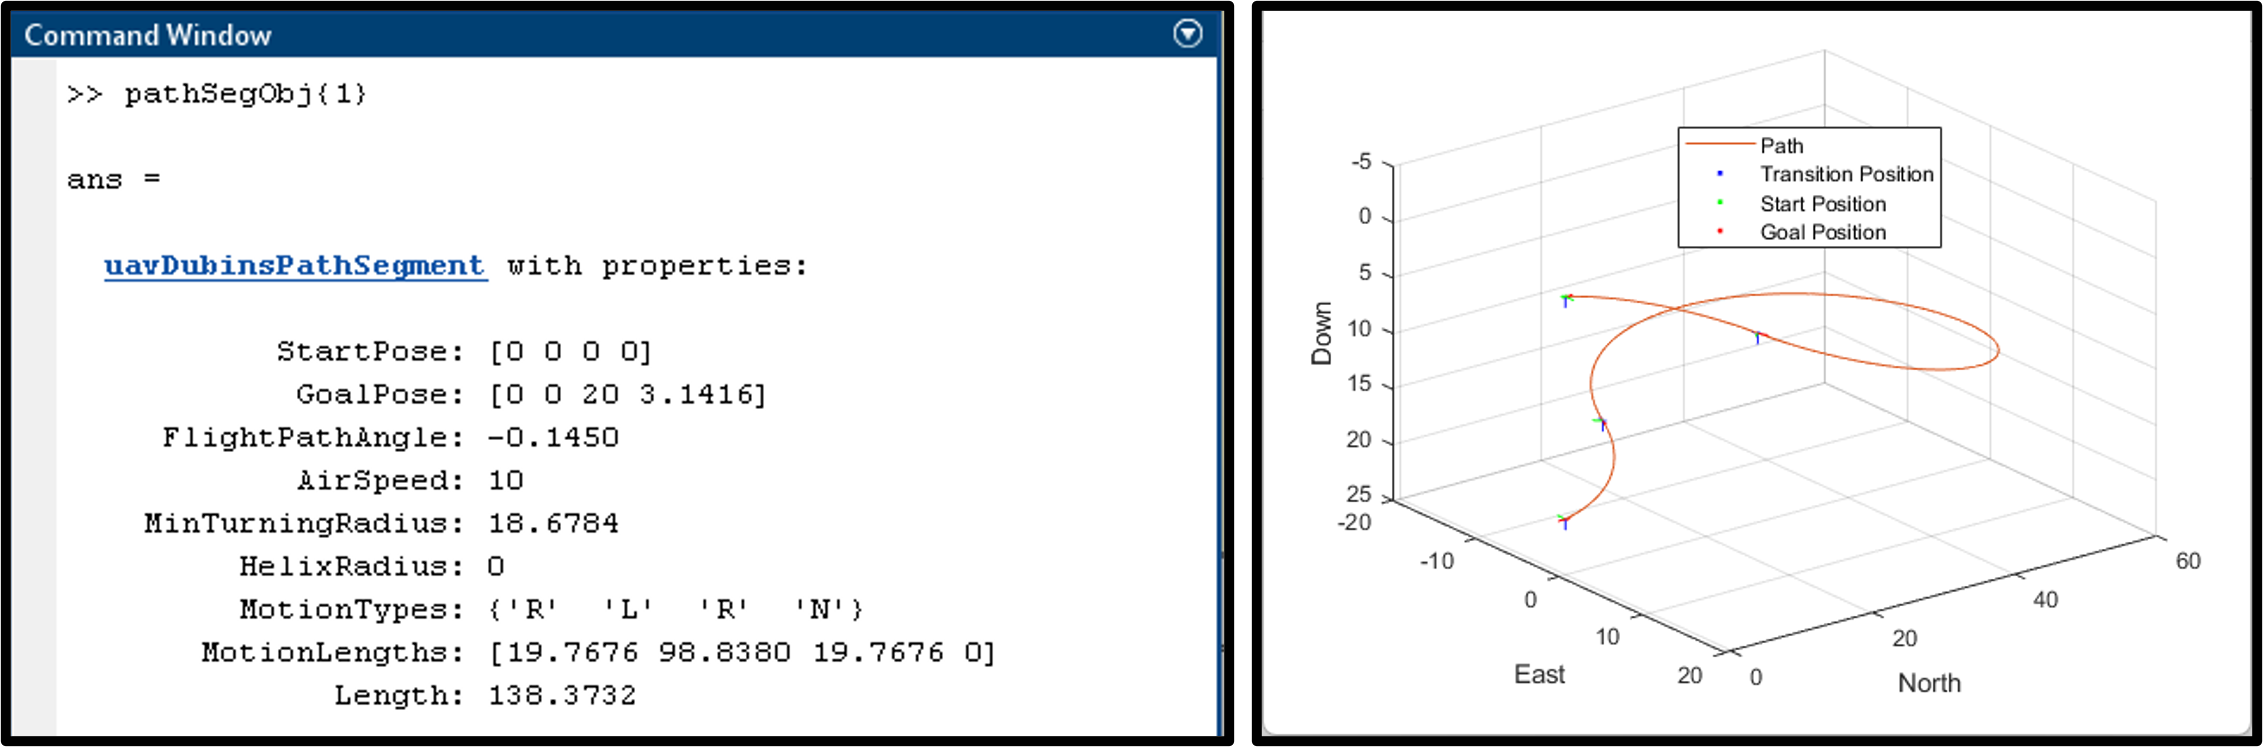 Command Window
>> pathSegObj{1}
ans =
uavDubinsPathSegment with properties:
StartPose: [0 0 0 0]
GoalPose: [0 0 20 3.1416]
FlightPathAngle: -0.1450
AirSpeed: 10
MinTurningRadius: 18.6784
HelixRadius: 0
MotionTypes: {'R' 'L' 'R' 'N'}
MotionLengths: [19.7676 98.8380 19.7676 0]
Length: 138.3732
Path
Transition Position
Start Position
Goal Position
-5
0
5
10
15
20
25
Down
-20
-10
0
10
20
East
0
20
40
60
North